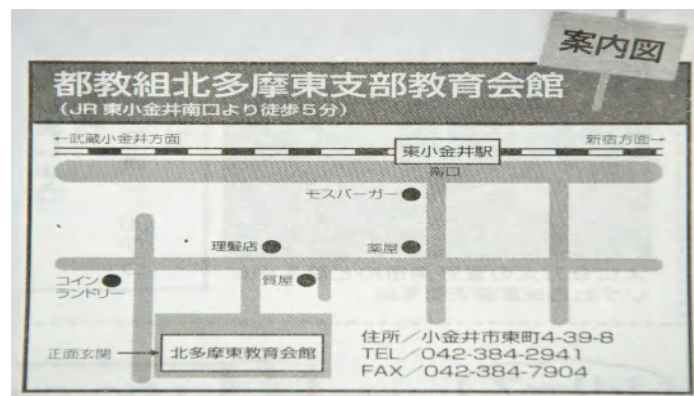 案内図
都教組北多摩東支部教育会館
(JR東小金井南口より徒歩5分)
←武蔵小金井方面
新宿方面→
東小金井駅
南口
モスバーガー
理髪店
薬屋
コイン
ランドリー
質屋
正面玄関
北多摩東教育会館
住所/小金井市東町4-39-8
TEL/042-384-2941
FAX/042-384-7904